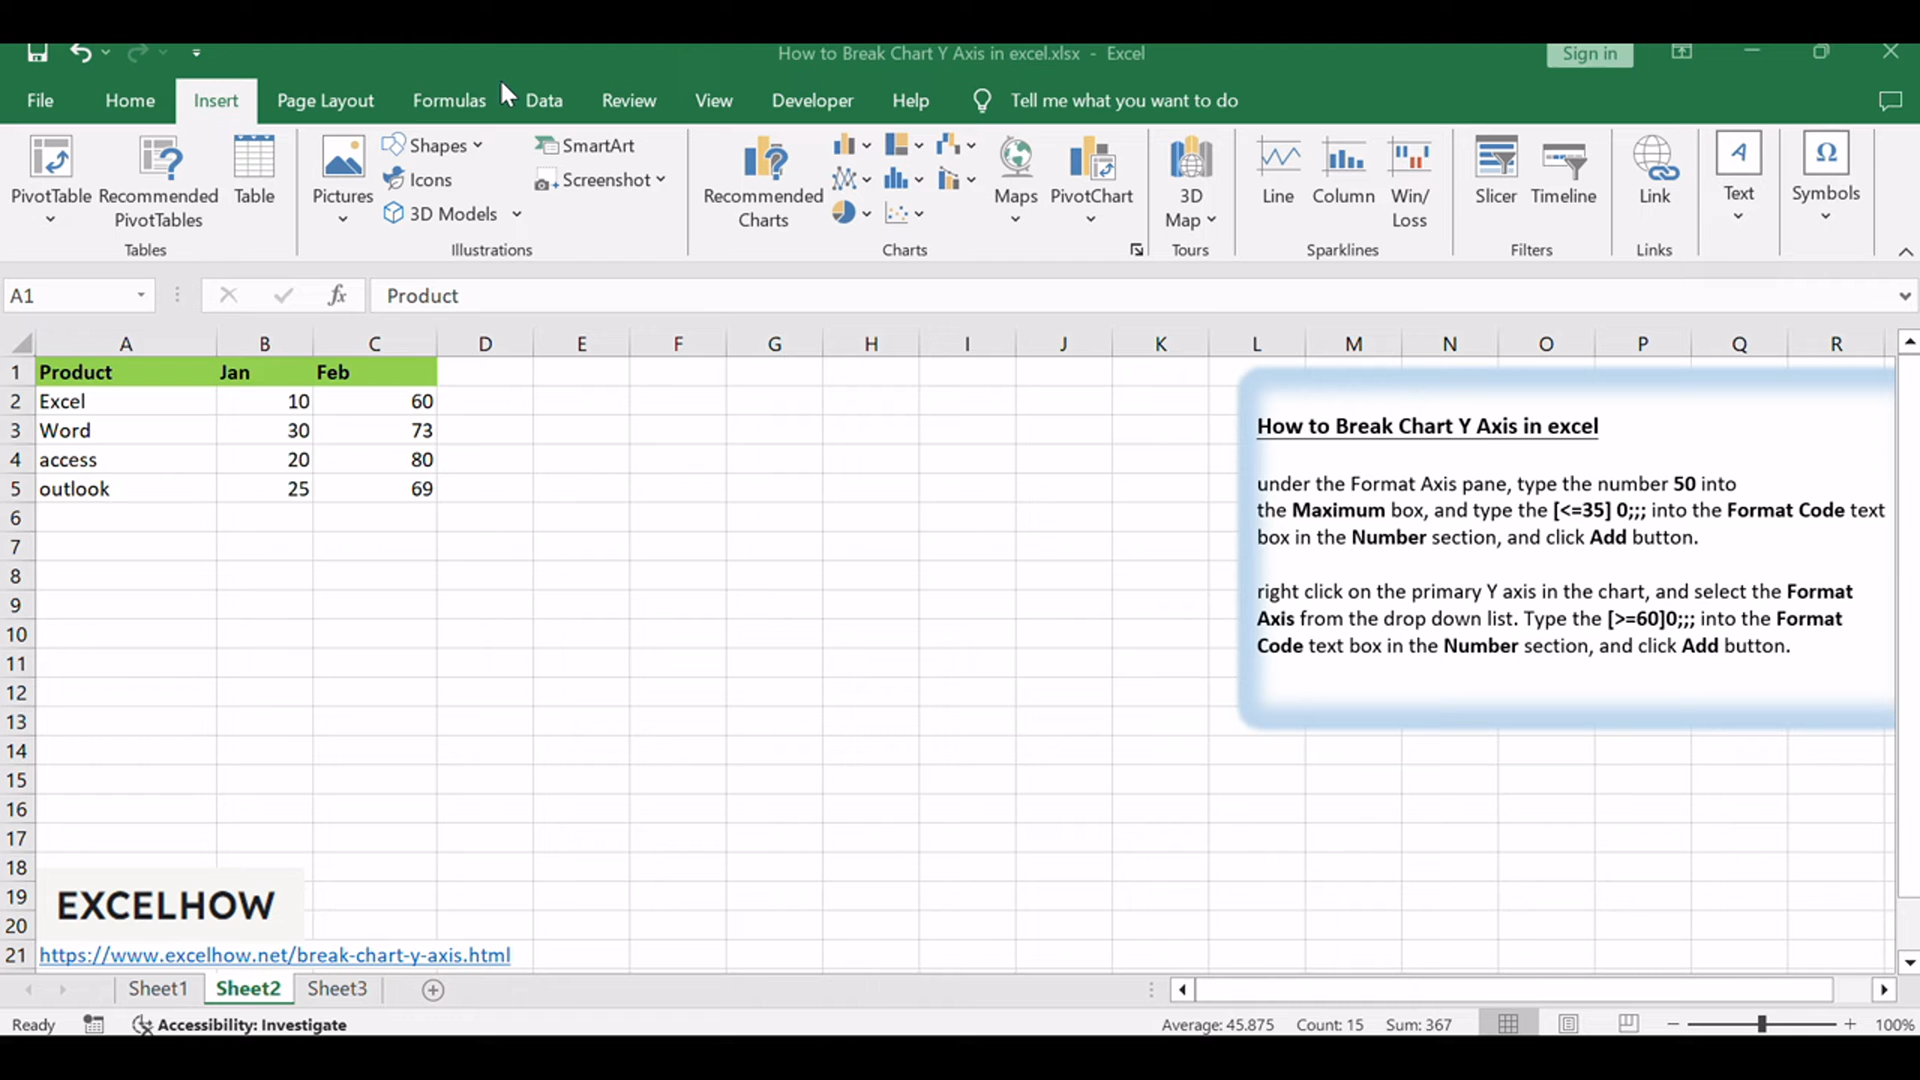 How to Break Chart Y Axis in excel.xlsx - Excel
Sign in
File Home Insert Page Layout Formulas Data Review View Developer Help Tell me what you want to do
PivotTable
Recommended
PivotTables
Table
Tables
Pictures
Shapes
Icons
3D Models
SmartArt
Screenshot
Illustrations
Recommended
Charts
Maps
PivotChart
Charts
3D
Map
Tours
Line
Column
Win/
Loss
Sparklines
Slicer
Timeline
Filters
Link
Links
Text
Symbols
A1 fx Product
A B C D E F G H I J K L M N O P Q R
1 Product Jan Feb
2 Excel 10 60
3 Word 30 73
4 access 20 80
5 outlook 25 69
6
7
8
9
10
11
12
13
14
15
16
17
18
19
20
21 https://www.excelhow.net/break-chart-y-axis.html
EXCELHOW
How to Break Chart Y Axis in excel
under the Format Axis pane, type the number 50 into
the Maximum box, and type the [<=35] 0;;; into the Format Code text
box in the Number section, and click Add button.
right click on the primary Y axis in the chart, and select the Format
Axis from the drop down list. Type the [>=60]0;;; into the Format
Code text box in the Number section, and click Add button.
Sheet1 Sheet2 Sheet3
Ready Accessibility: Investigate Average: 45.875 Count: 15 Sum: 367 100%